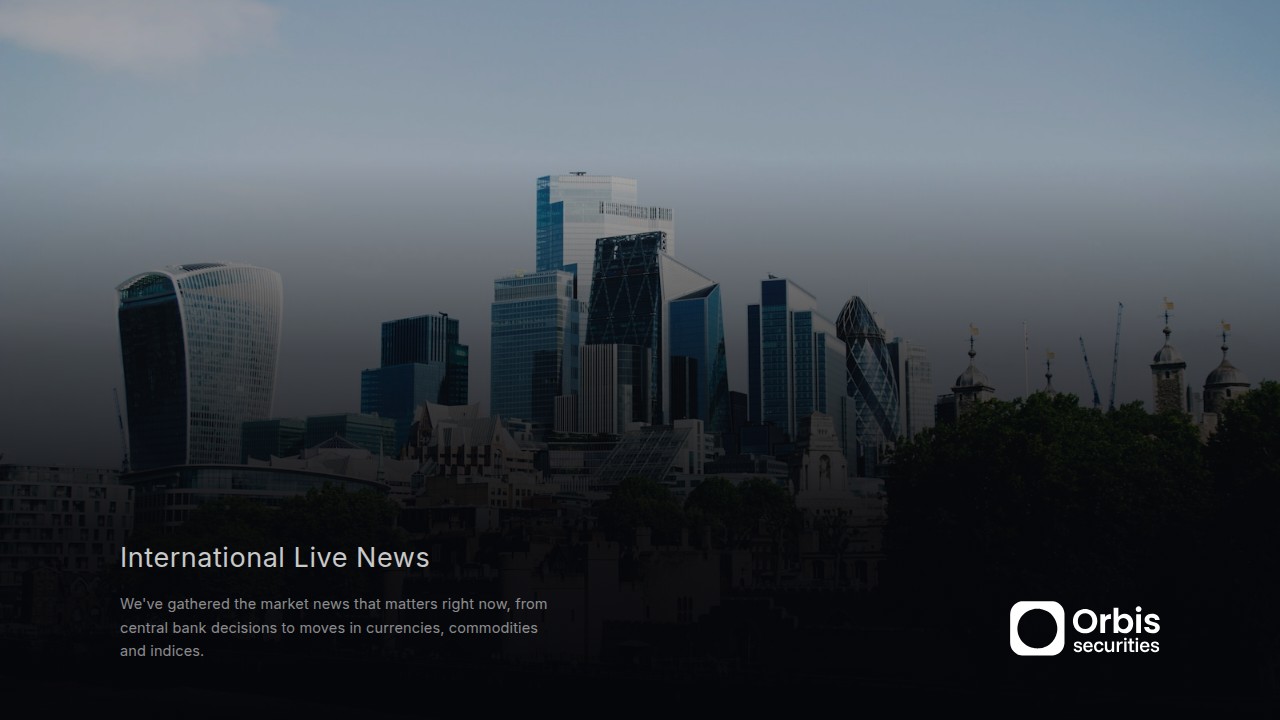 International Live News
We've gathered the market news that matters right now, from
central bank decisions to moves in currencies, commodities
and indices.
Orbis
securities